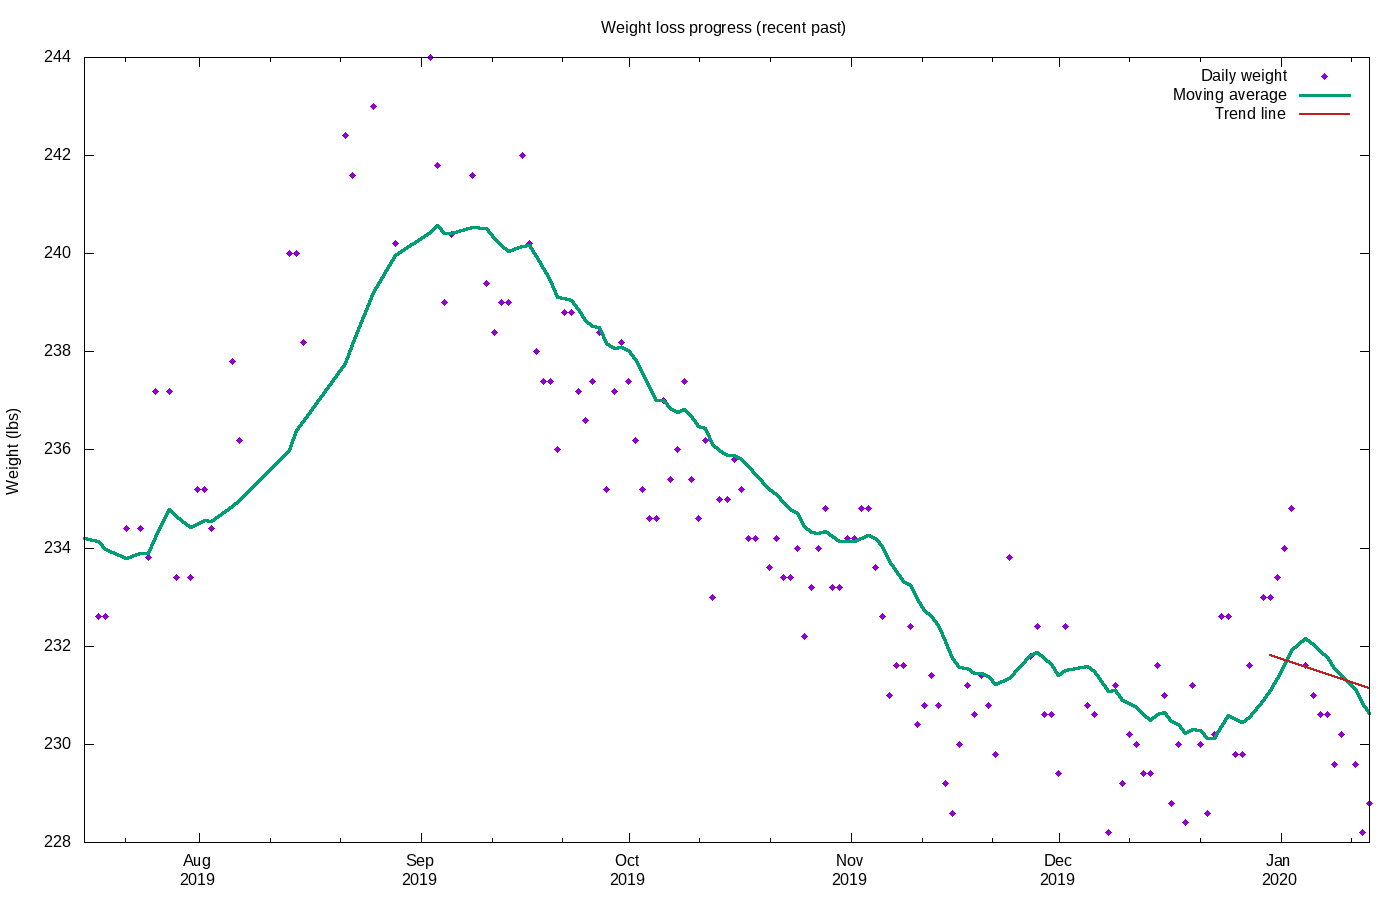 Weight loss progress (recent past)
244
242
240
238
236
234
232
230
228
Weight (lbs)
Daily weight
Moving average
Trend line
Aug
2019
Sep
2019
Oct
2019
Nov
2019
Dec
2019
Jan
2020